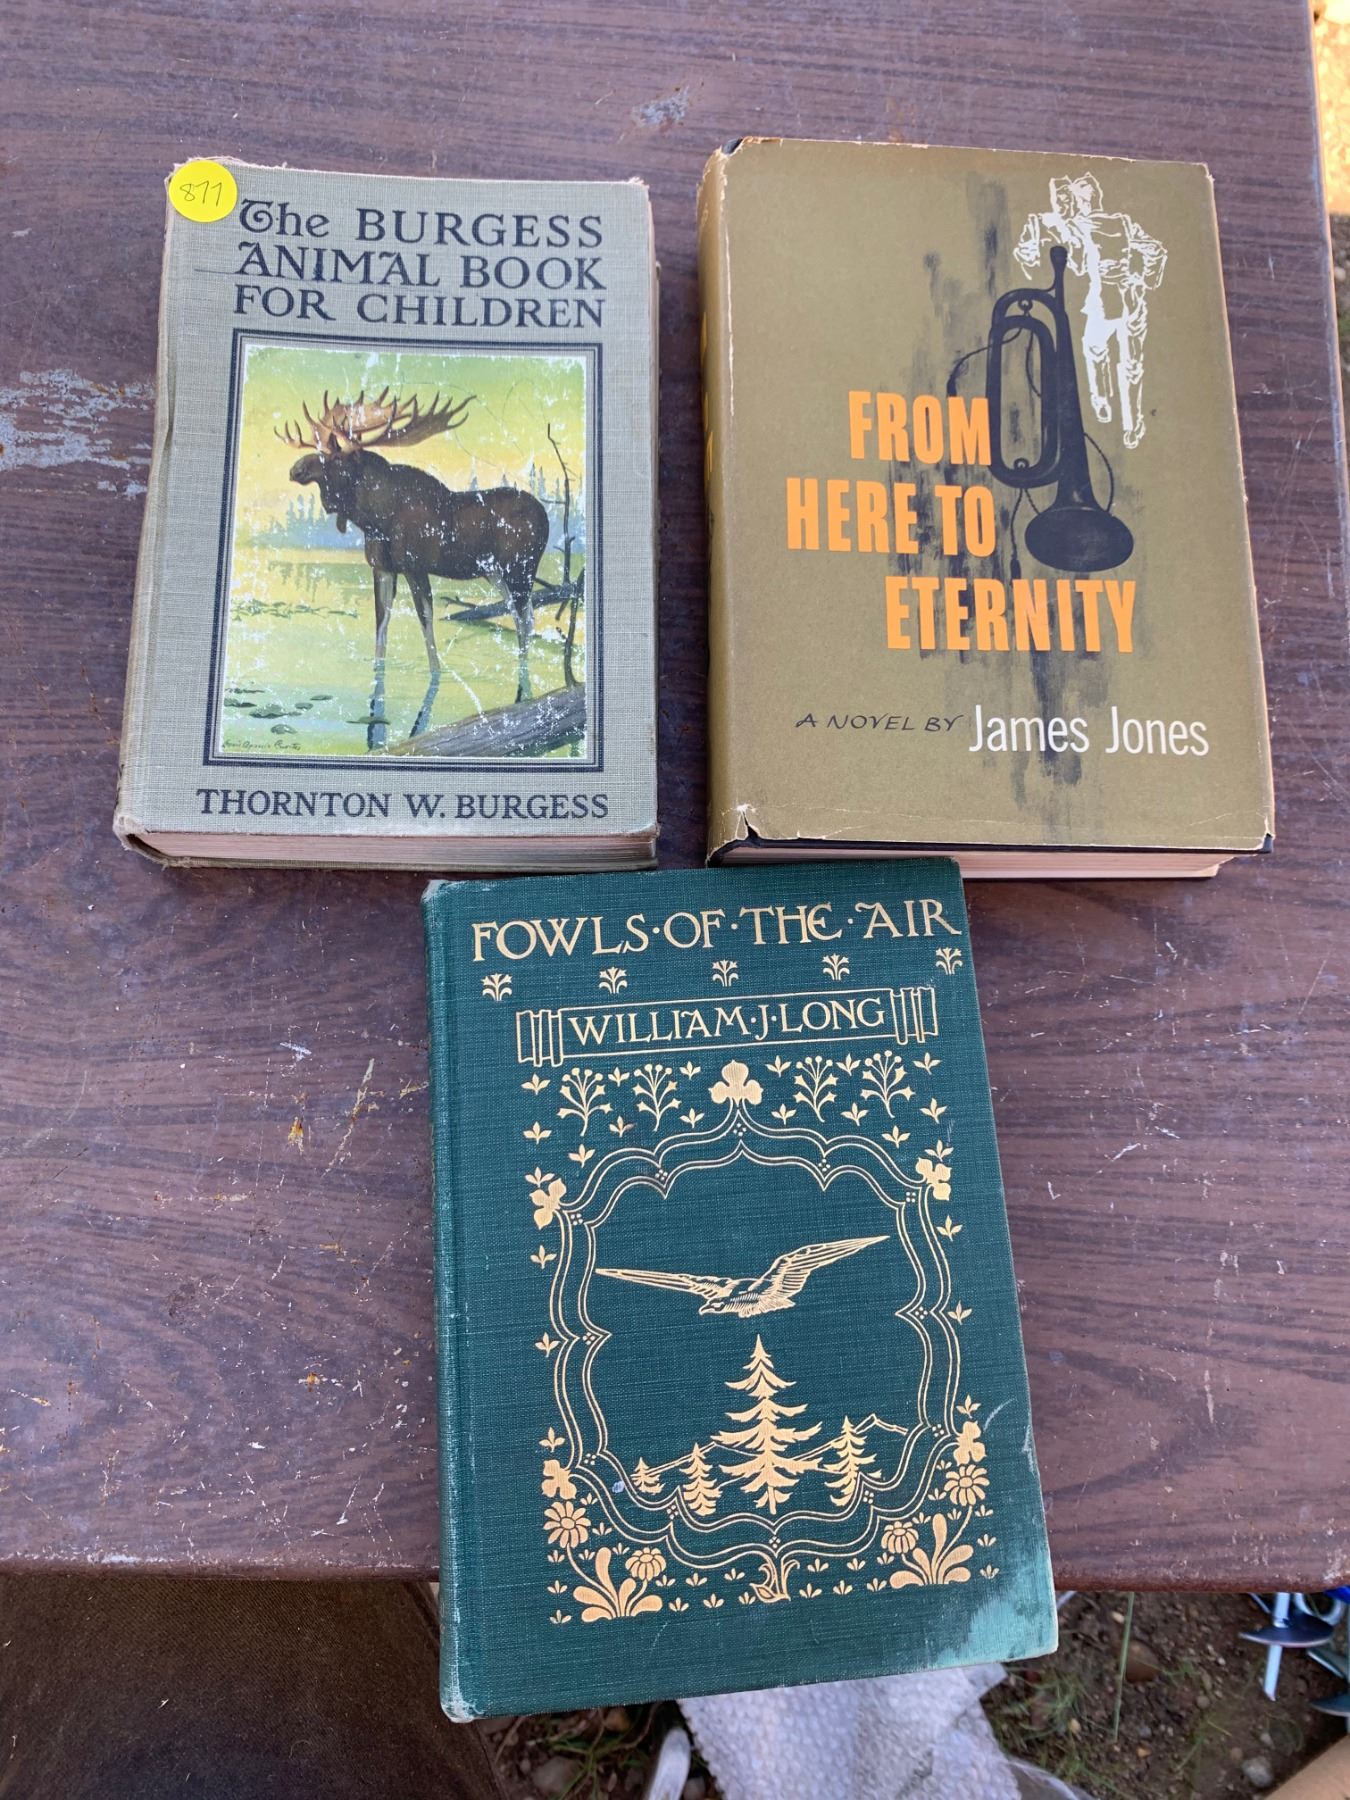 877
The BURGESS
ANIMAL BOOK
FOR CHILDREN
THORNTON W. BURGESS
FROM
HERE TO
ETERNITY
A NOVEL BY James Jones
FOWLS·OF·THE·AIR
WILLIAM·J·LONG